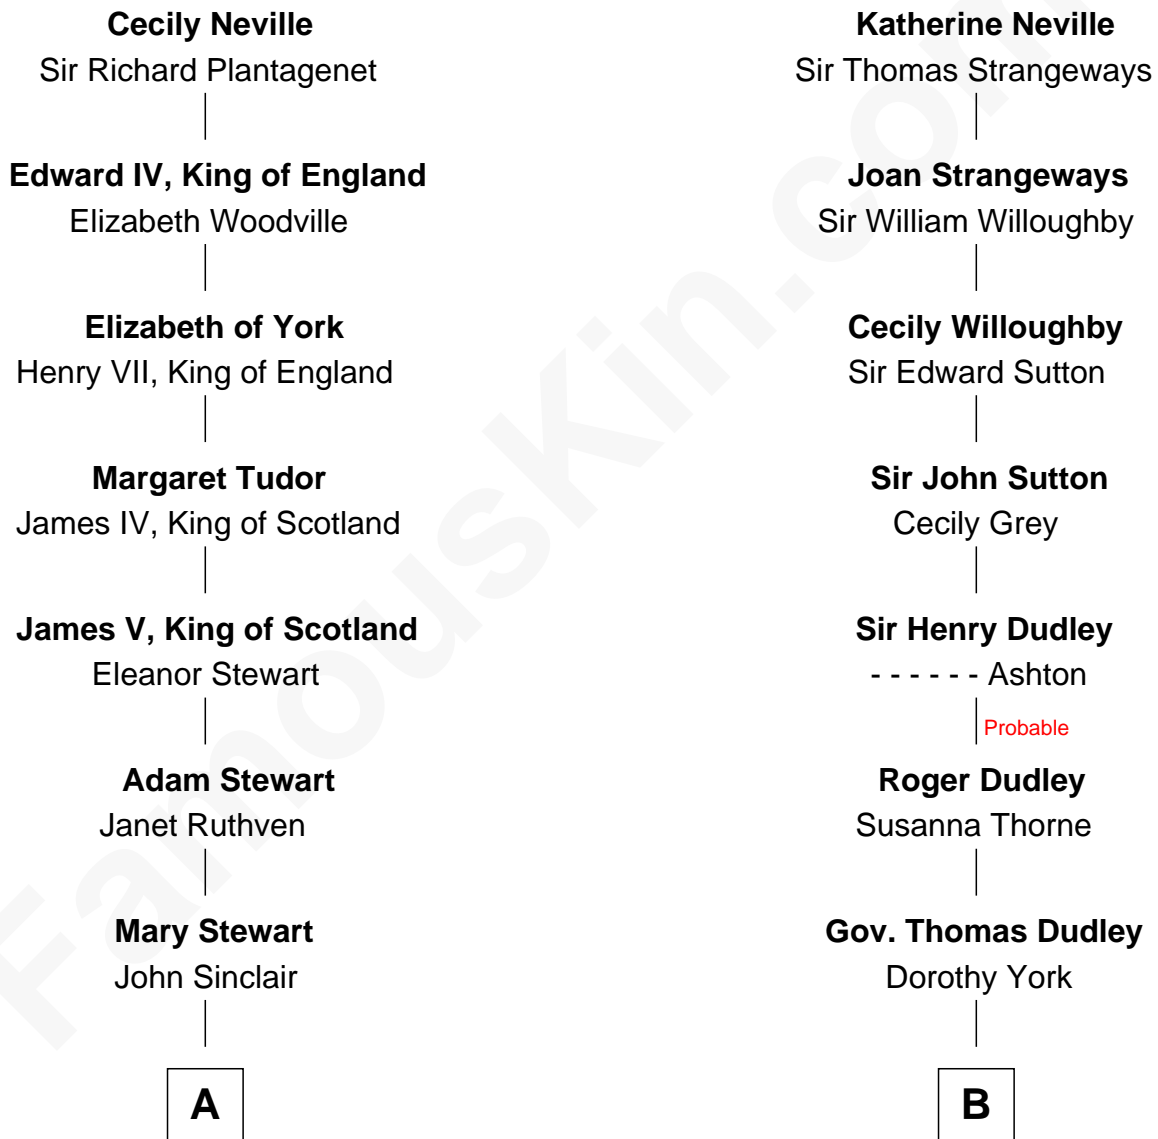 Cecily Neville
Sir Richard Plantagenet
Edward IV, King of England
Elizabeth Woodville
Elizabeth of York
Henry VII, King of England
Margaret Tudor
James IV, King of Scotland
James V, King of Scotland
Eleanor Stewart
Adam Stewart
Janet Ruthven
Mary Stewart
John Sinclair
A
Katherine Neville
Sir Thomas Strangeways
Joan Strangeways
Sir William Willoughby
Cecily Willoughby
Sir Edward Sutton
Sir John Sutton
Cecily Grey
Sir Henry Dudley
- - - - - - Ashton
Probable
Roger Dudley
Susanna Thorne
Gov. Thomas Dudley
Dorothy York
B
FamousKin.com